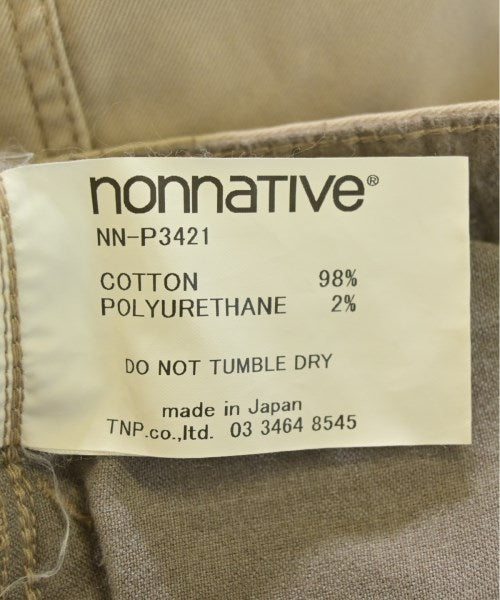 nonnative®
NN-P3421
COTTON 98%
POLYURETHANE 2%
DO NOT TUMBLE DRY
made in Japan
TNP.co.,ltd. 03 3464 8545